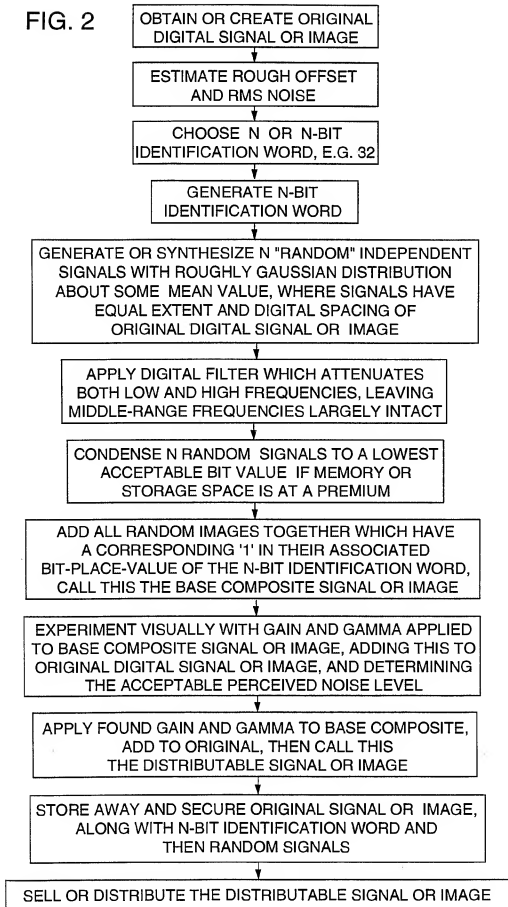 FIG. 2
OBTAIN OR CREATE ORIGINAL
DIGITAL SIGNAL OR IMAGE
ESTIMATE ROUGH OFFSET
AND RMS NOISE
CHOOSE N OR N-BIT
IDENTIFICATION WORD, E.G. 32
GENERATE N-BIT
IDENTIFICATION WORD
GENERATE OR SYNTHESIZE N "RANDOM" INDEPENDENT
SIGNALS WITH ROUGHLY GAUSSIAN DISTRIBUTION
ABOUT SOME MEAN VALUE, WHERE SIGNALS HAVE
EQUAL EXTENT AND DIGITAL SPACING OF
ORIGINAL DIGITAL SIGNAL OR IMAGE
APPLY DIGITAL FILTER WHICH ATTENUATES
BOTH LOW AND HIGH FREQUENCIES, LEAVING
MIDDLE-RANGE FREQUENCIES LARGELY INTACT
CONDENSE N RANDOM SIGNALS TO A LOWEST
ACCEPTABLE BIT VALUE IF MEMORY OR
STORAGE SPACE IS AT A PREMIUM
ADD ALL RANDOM IMAGES TOGETHER WHICH HAVE
A CORRESPONDING '1' IN THEIR ASSOCIATED
BIT-PLACE-VALUE OF THE N-BIT IDENTIFICATION WORD,
CALL THIS THE BASE COMPOSITE SIGNAL OR IMAGE
EXPERIMENT VISUALLY WITH GAIN AND GAMMA APPLIED
TO BASE COMPOSITE SIGNAL OR IMAGE, ADDING THIS TO
ORIGINAL DIGITAL SIGNAL OR IMAGE, AND DETERMINING
THE ACCEPTABLE PERCEIVED NOISE LEVEL
APPLY FOUND GAIN AND GAMMA TO BASE COMPOSITE,
ADD TO ORIGINAL, THEN CALL THIS
THE DISTRIBUTABLE SIGNAL OR IMAGE
STORE AWAY AND SECURE ORIGINAL SIGNAL OR IMAGE,
ALONG WITH N-BIT IDENTIFICATION WORD AND
THEN RANDOM SIGNALS
SELL OR DISTRIBUTE THE DISTRIBUTABLE SIGNAL OR IMAGE